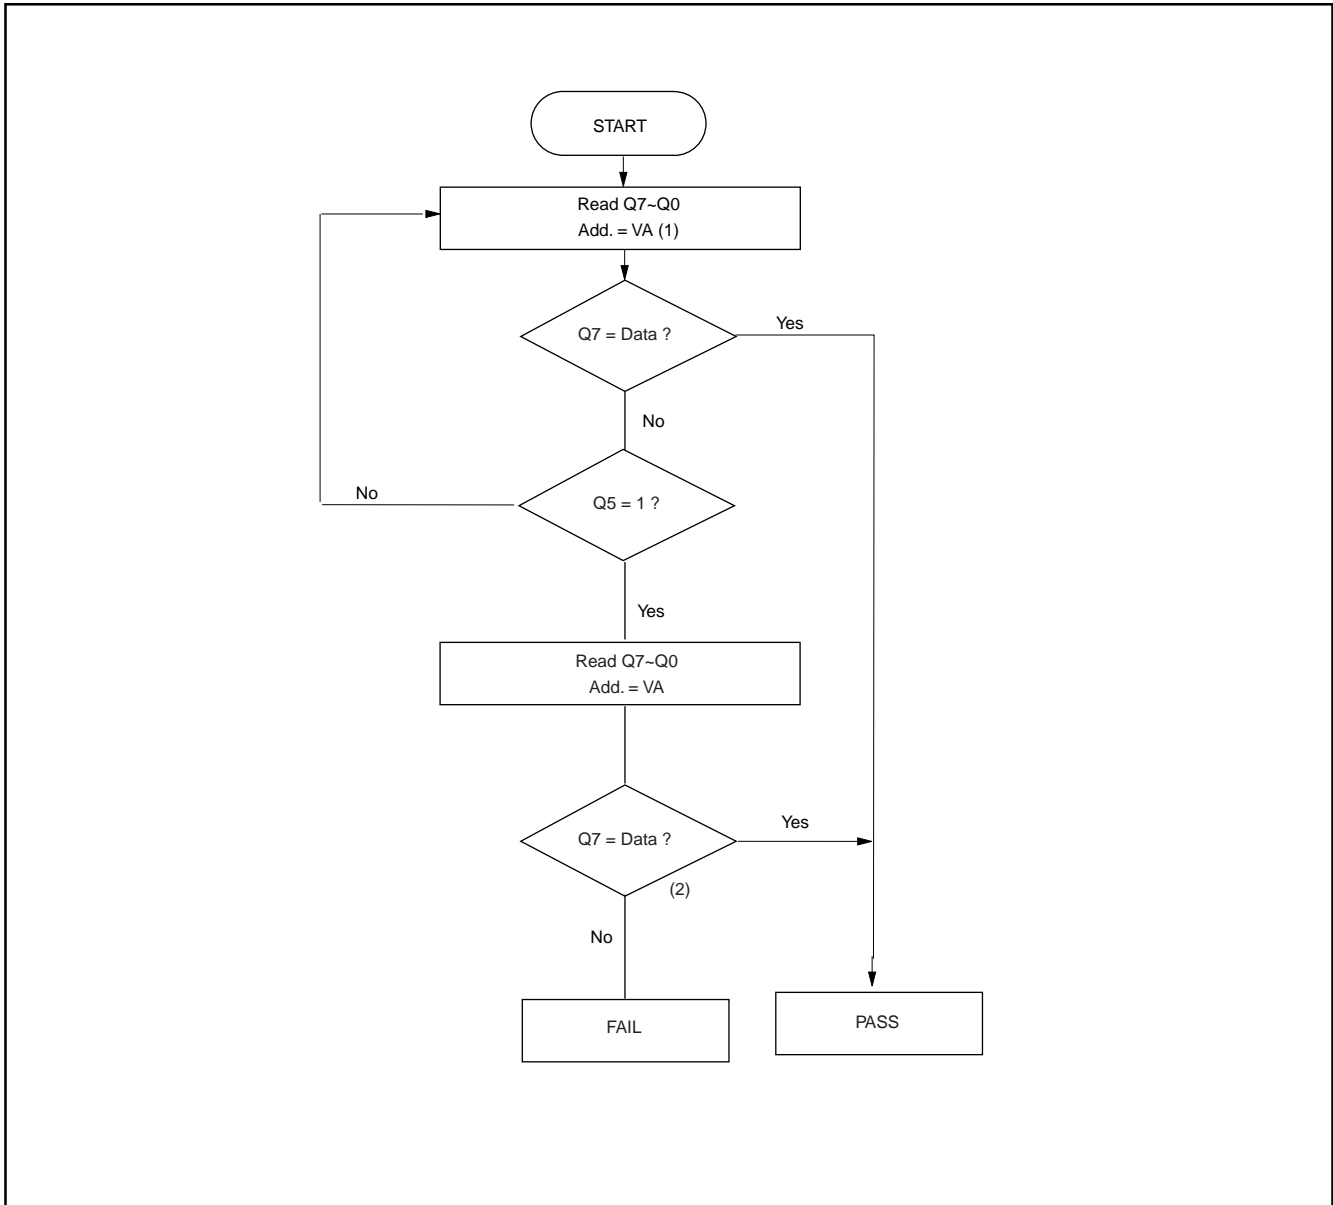 START
Read Q7~Q0
Add. = VA (1)
Q7 = Data ?
Yes
No
Q5 = 1 ?
No
Yes
Read Q7~Q0
Add. = VA
Q7 = Data ?
Yes
(2)
No
FAIL
PASS